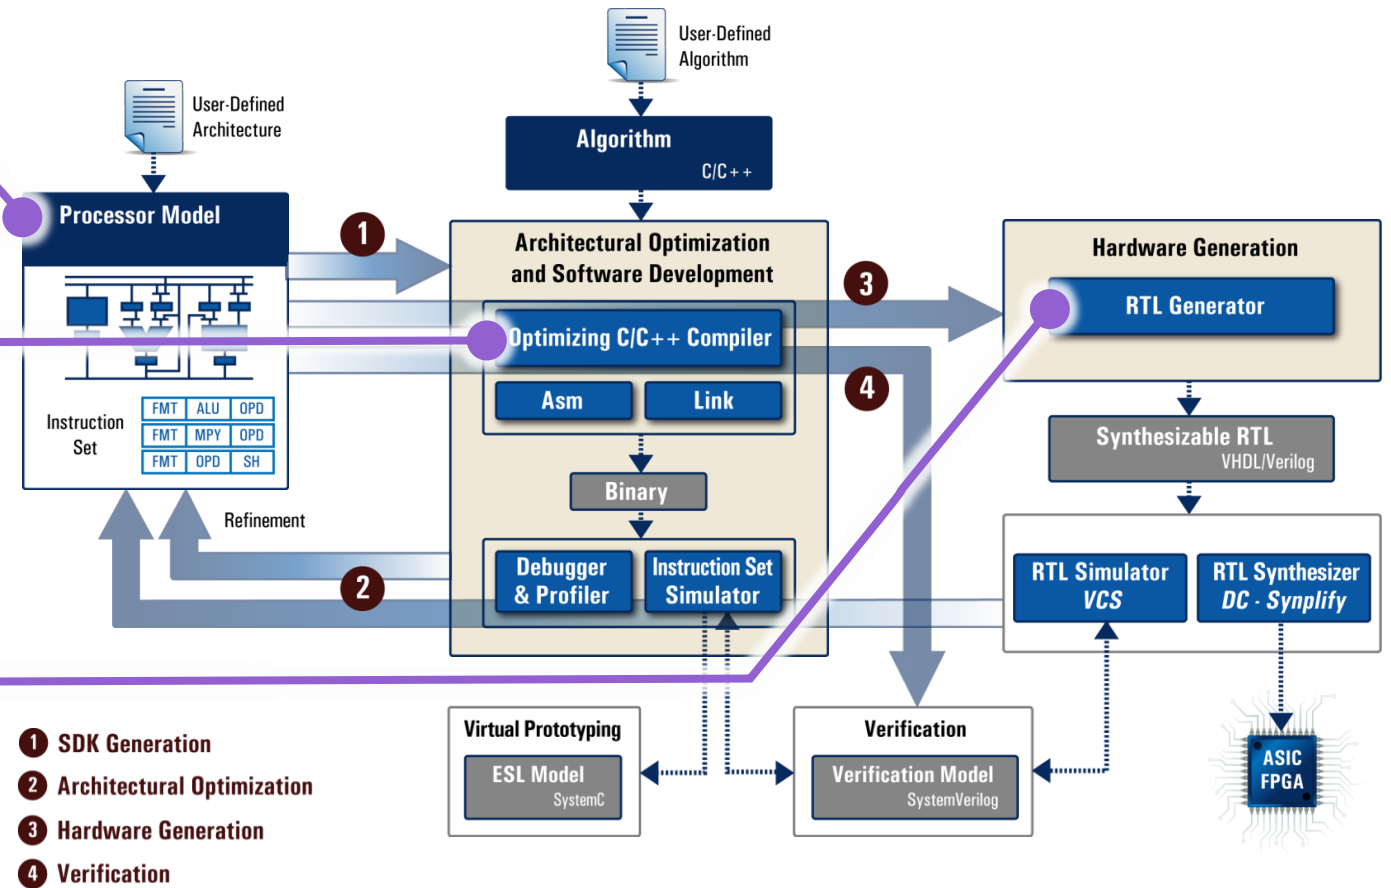 User-Defined
Algorithm
User-Defined
Architecture
Algorithm
C/C++
Processor Model
1
Architectural Optimization
and Software Development
Hardware Generation
3
RTL Generator
Optimizing C/C++ Compiler
4
Asm
Link
Instruction
Set
FMT ALU OPD
FMT MPY OPD
FMT OPD SH
Synthesizable RTL
VHDL/Verilog
Binary
Refinement
2
Debugger
& Profiler
Instruction Set
Simulator
RTL Simulator
VCS
RTL Synthesizer
DC - Synplify
Virtual Prototyping
ESL Model
SystemC
Verification
Verification Model
SystemVerilog
ASIC
FPGA
1 SDK Generation
2 Architectural Optimization
3 Hardware Generation
4 Verification